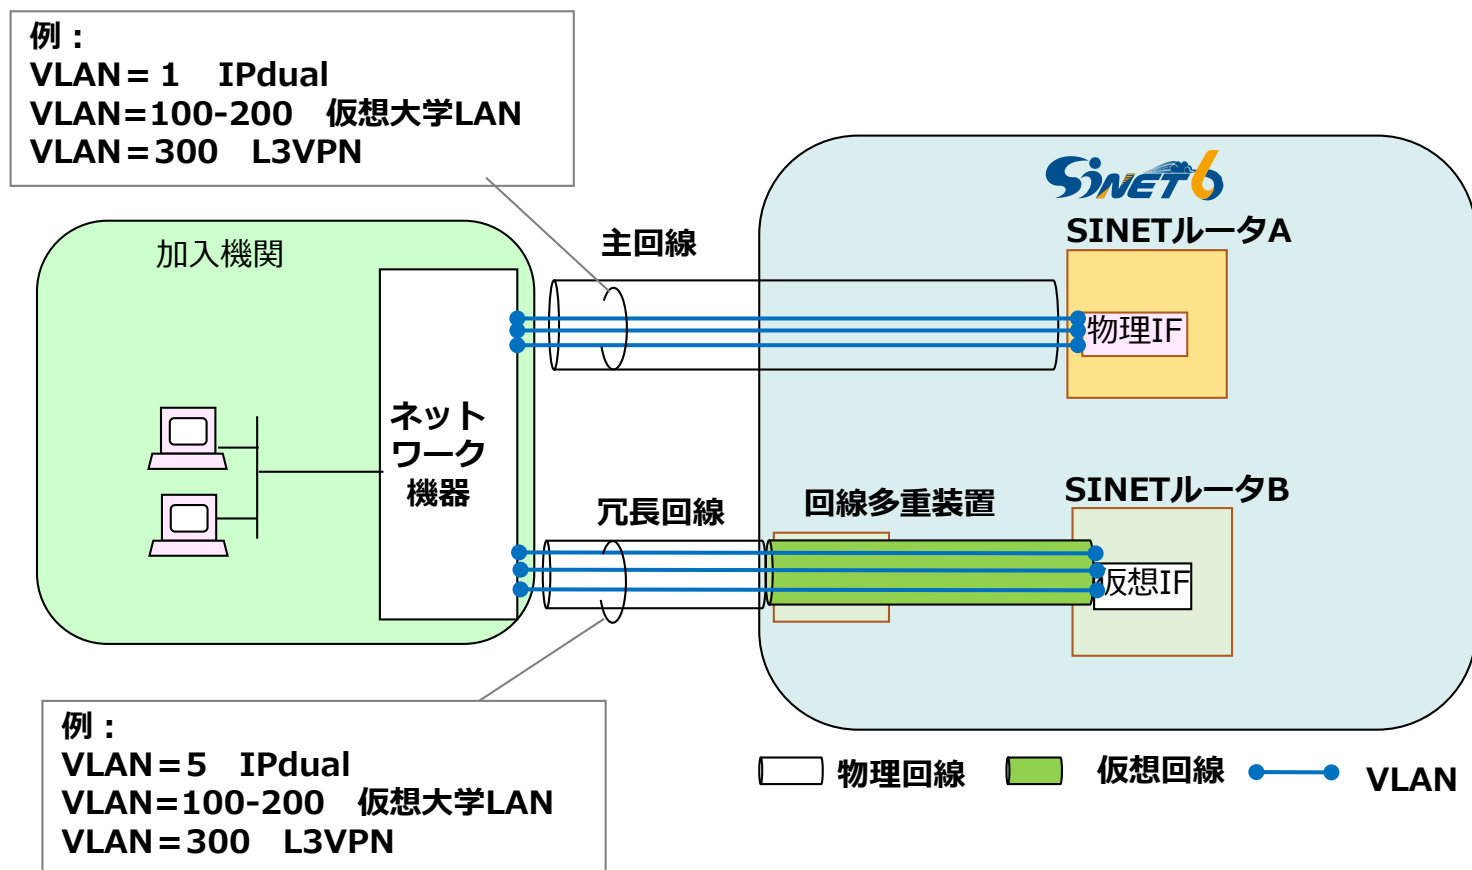 例：
VLAN＝１　IPdual
VLAN=100-200　仮想大学LAN
VLAN＝300　L3VPN
SINET6
SINETルータA
主回線
加入機関
物理IF
ネット
ワーク
機器
SINETルータB
回線多重装置
冗長回線
仮想IF
例：
VLAN＝5　IPdual
VLAN=100-200　仮想大学LAN
VLAN＝300　L3VPN
物理回線
仮想回線
VLAN